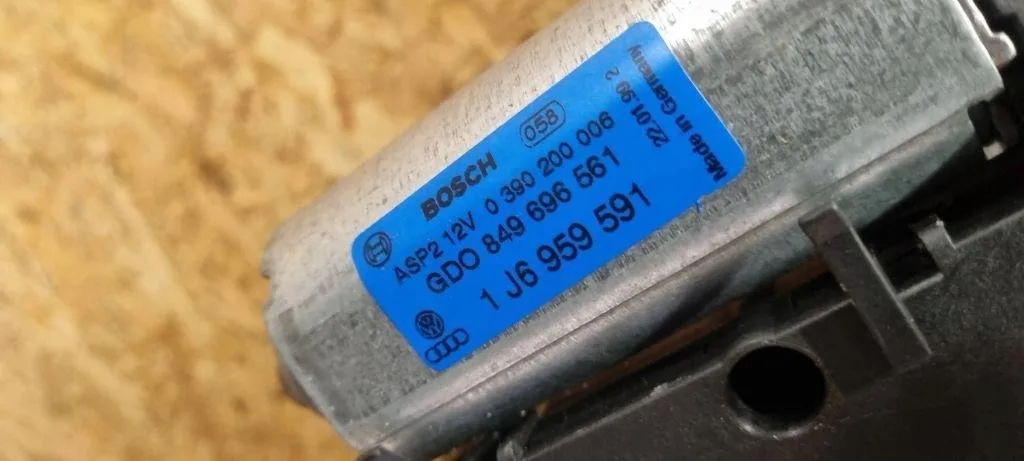 BOSCH 058
ASP2 12V 0 390 200 006
GDO 849 696 561
1 J6 959 591
22.01.99 2
Made in Germany